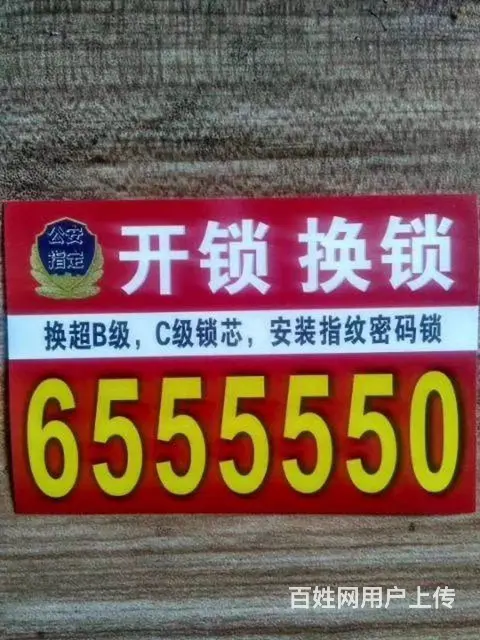 公安
指定
开锁 换锁
换超B级，C级锁芯，安装指纹密码锁
6555550
百姓网用户上传